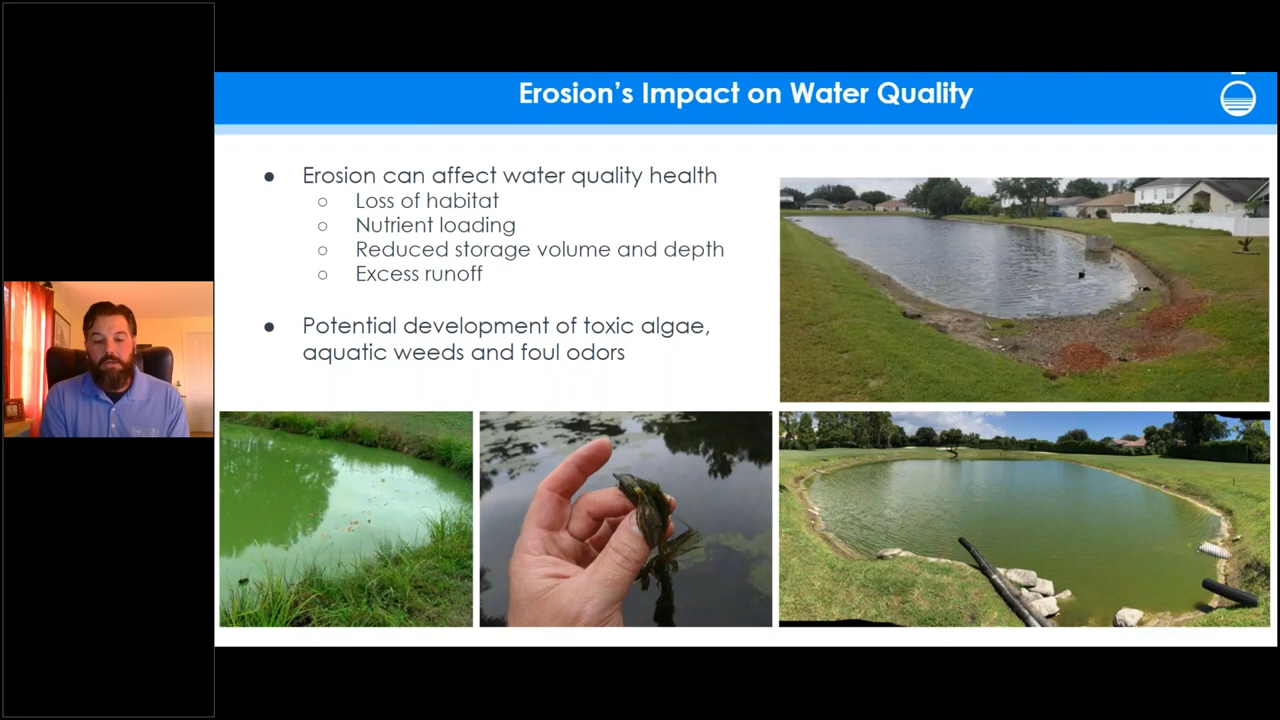 Erosion's Impact on Water Quality
● Erosion can affect water quality health
○ Loss of habitat
○ Nutrient loading
○ Reduced storage volume and depth
○ Excess runoff
● Potential development of toxic algae,
aquatic weeds and foul odors